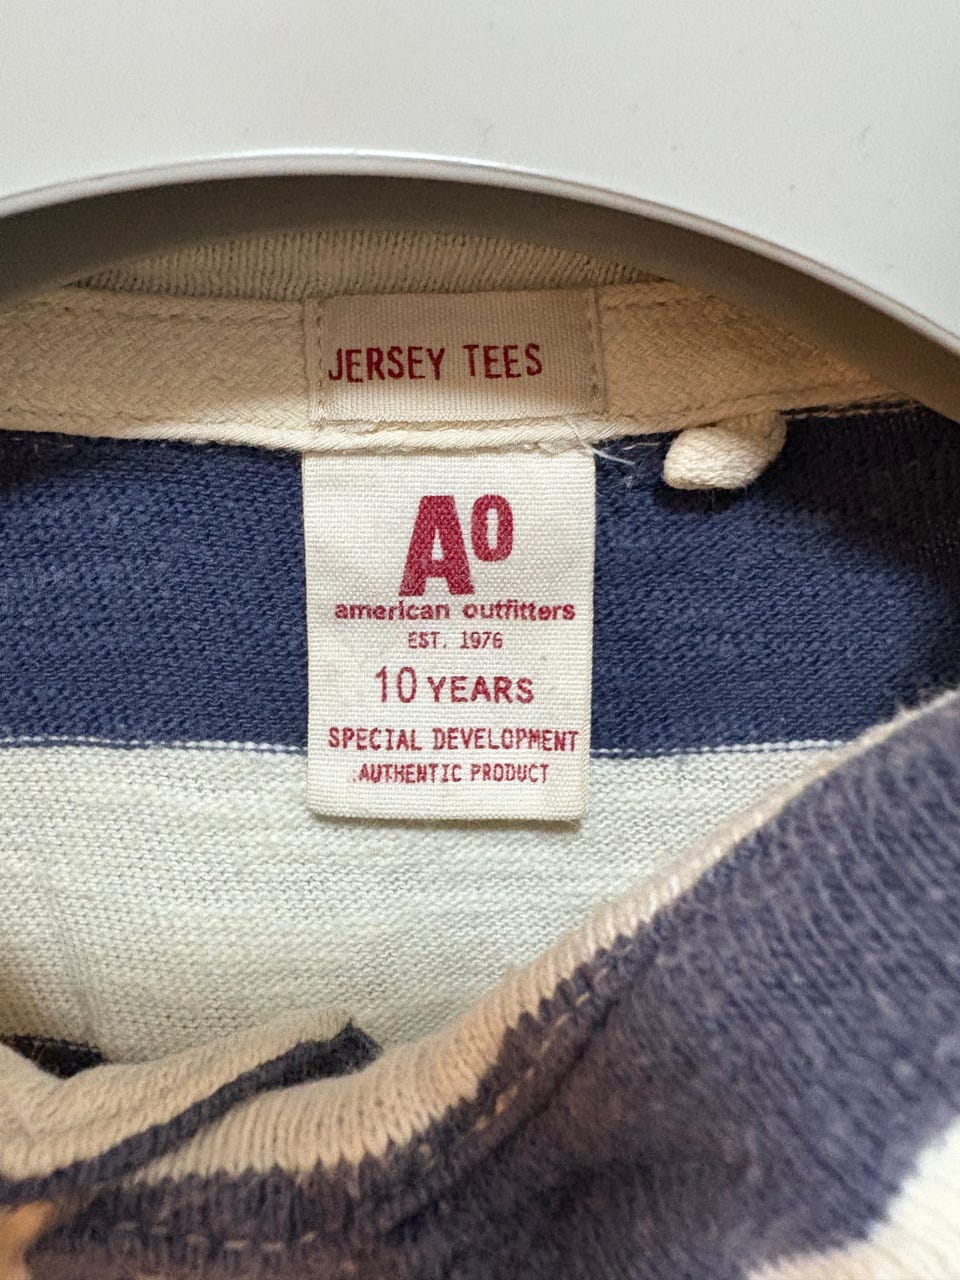 JERSEY TEES
AO
american outfitters
EST. 1976
10 YEARS
SPECIAL DEVELOPMENT
AUTHENTIC PRODUCT